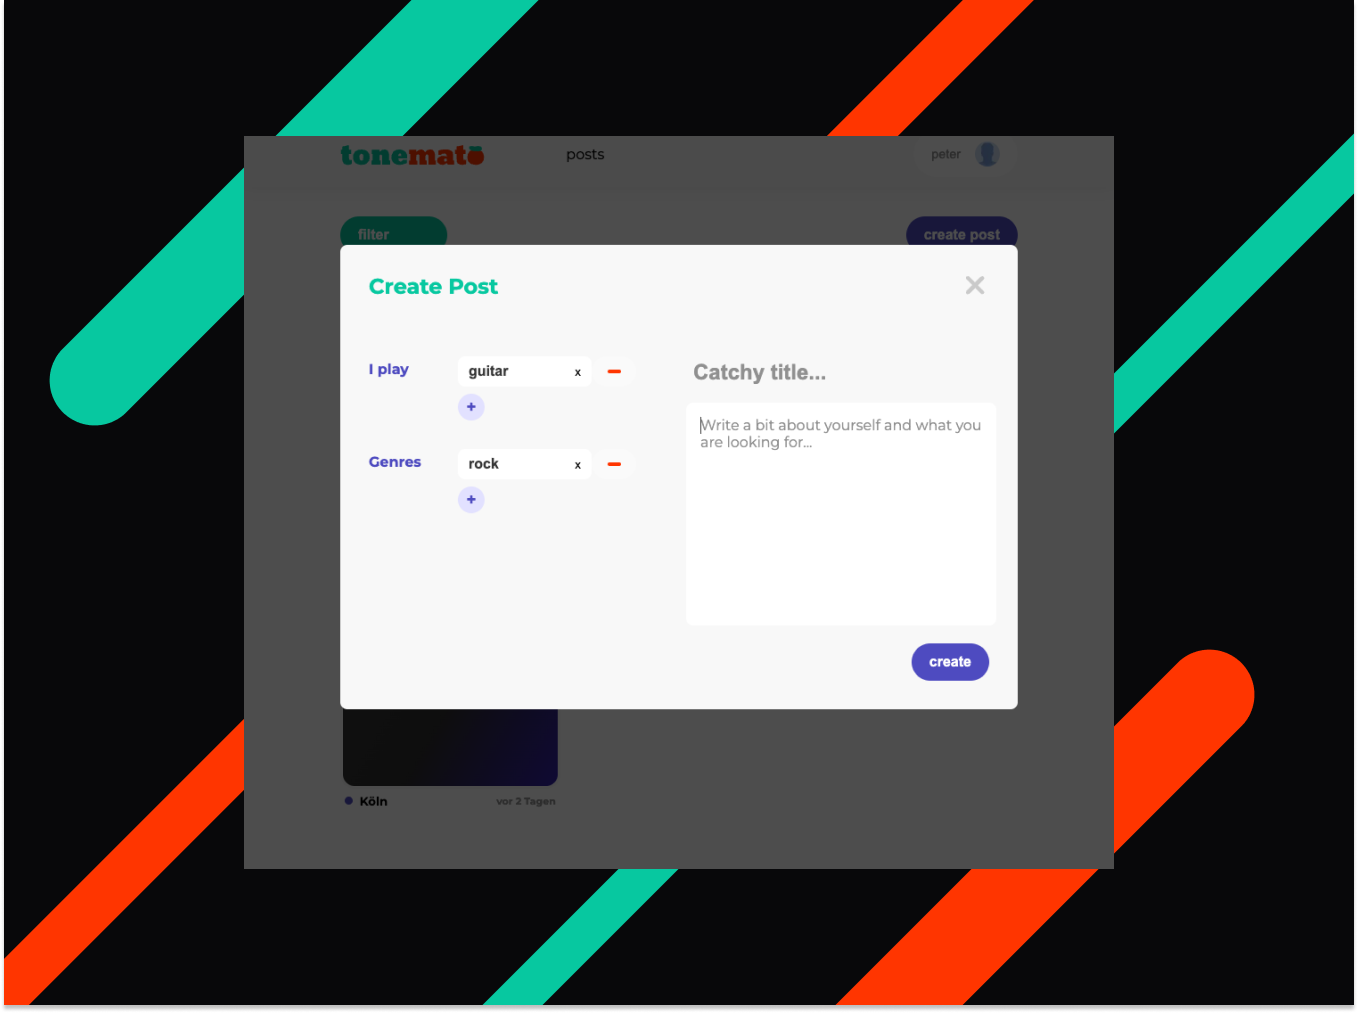 tonemato
posts
peter
filter
create post
Create Post
I play
guitar x
+
Catchy title...
Write a bit about yourself and what you
are looking for...
Genres
rock x
+
create
Köln
vor 2 Tagen